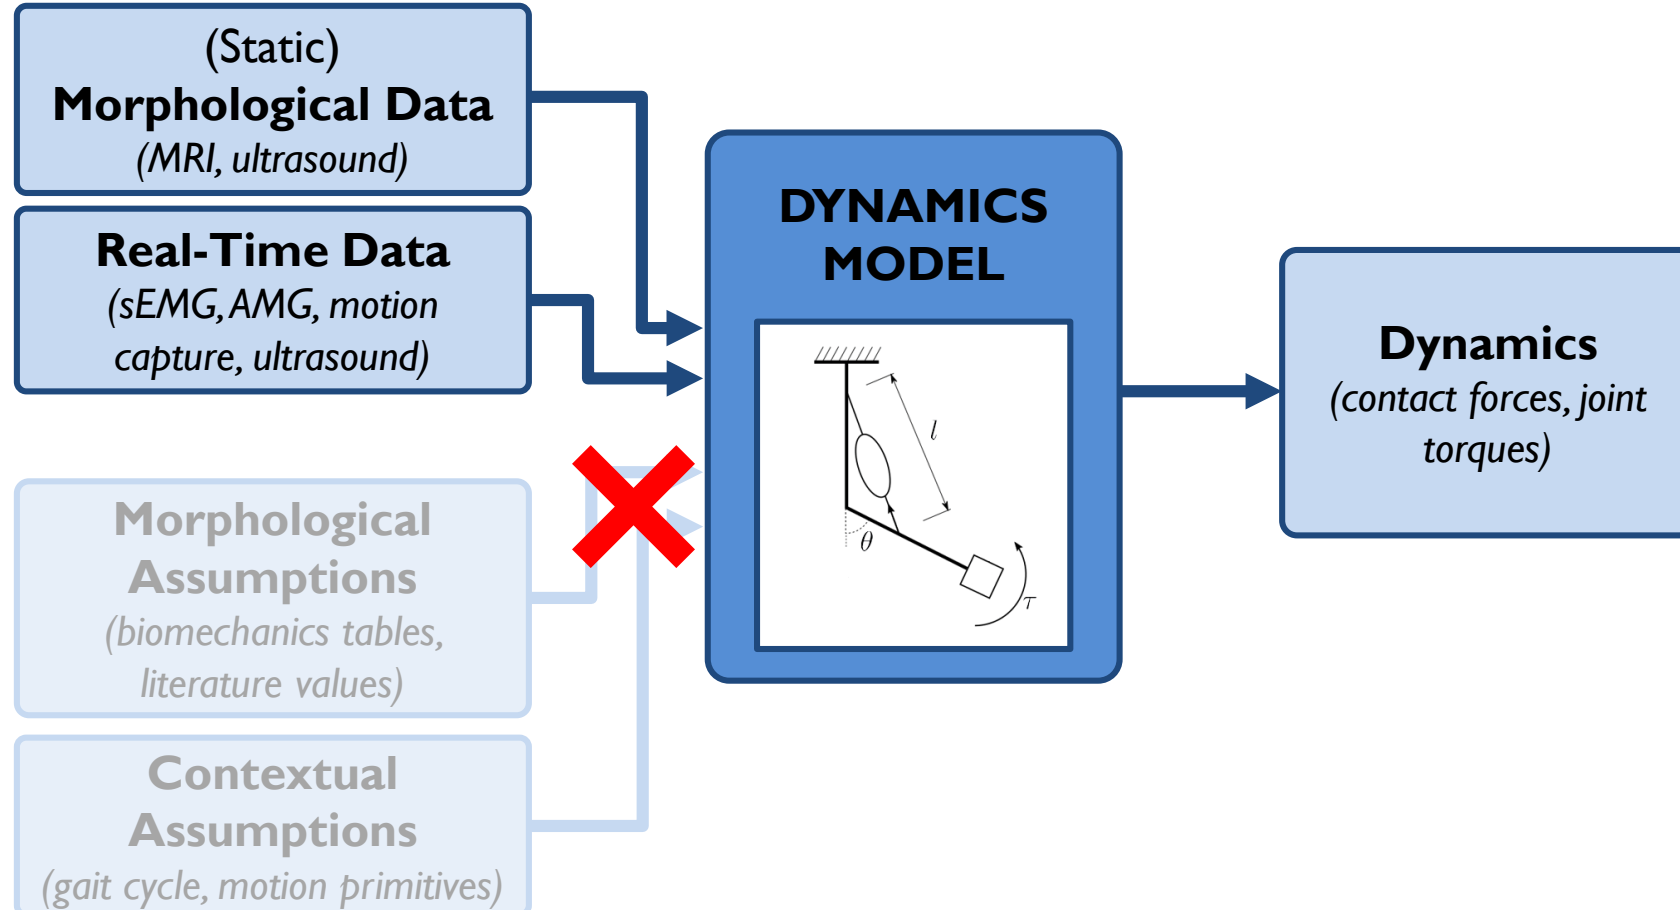 (Static)
Morphological Data
(MRI, ultrasound)
Real-Time Data
(sEMG, AMG, motion
capture, ultrasound)
Morphological
Assumptions
(biomechanics tables,
literature values)
Contextual
Assumptions
(gait cycle, motion primitives)
DYNAMICS
MODEL
l
θ
τ
Dynamics
(contact forces, joint
torques)